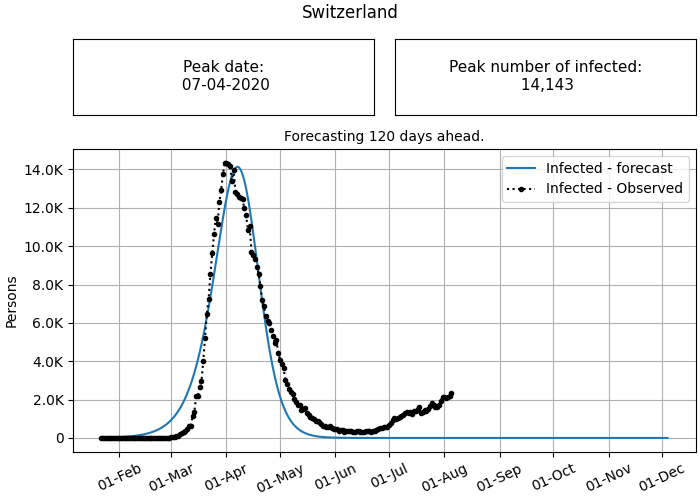 Switzerland
Peak date:
07-04-2020
Peak number of infected:
14,143
Forecasting 120 days ahead.
Infected - forecast
Infected - Observed
Persons
14.0K
12.0K
10.0K
8.0K
6.0K
4.0K
2.0K
0
01-Feb
01-Mar
01-Apr
01-May
01-Jun
01-Jul
01-Aug
01-Sep
01-Oct
01-Nov
01-Dec